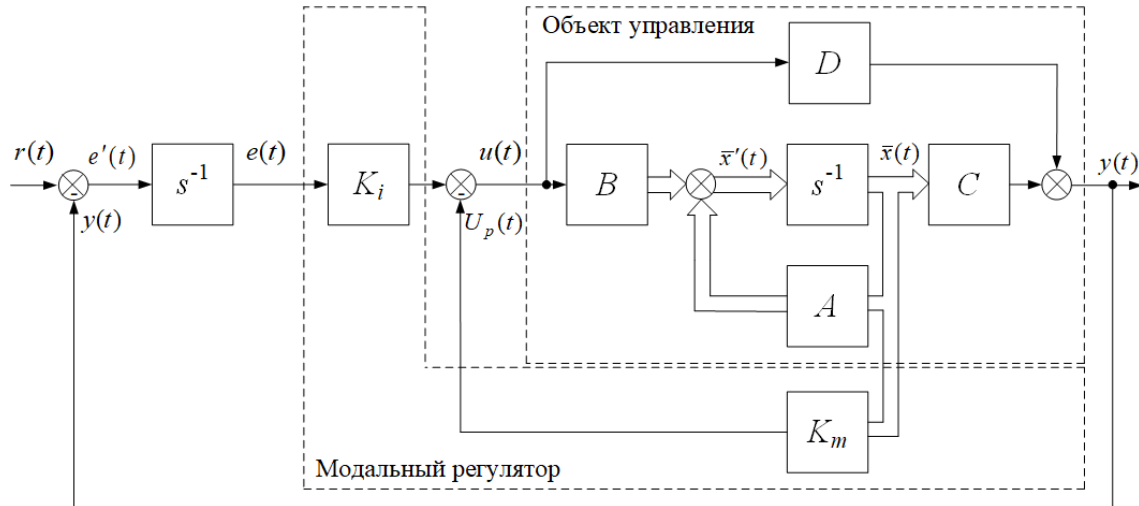 Объект управления
D
r(t)
e'(t)
s⁻¹
e(t)
K_i
u(t)
B
x̅'(t)
s⁻¹
x̅(t)
C
y(t)
-
y(t)
-
U_p(t)
A
K_m
Модальный регулятор